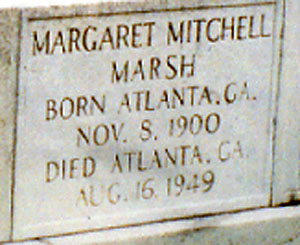 MARGARET MITCHELL
MARSH
BORN ATLANTA, GA.
NOV. 8, 1900
DIED ATLANTA, GA.
AUG. 16, 1949